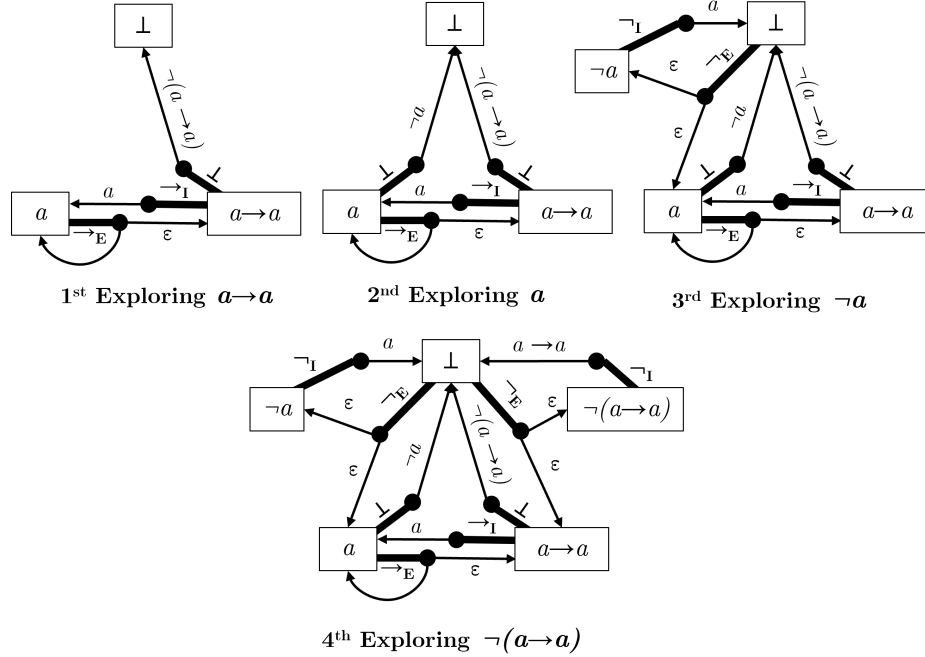 ⊥
¬(a → a)
⊥
a
→I
a
a→a
→E
ε
1st Exploring a→a
⊥
¬a
¬(a → a)
⊥
⊥
a
→I
a
a→a
→E
ε
2nd Exploring a
¬I
a
⊥
¬a
ε
¬E
ε
¬a
¬(a → a)
⊥
⊥
a
→I
a
a→a
→E
ε
3rd Exploring ¬a
¬I
a
⊥
a → a
¬I
¬a
ε
¬E
¬E
ε
¬(a→a)
ε
¬a
¬(a → a)
ε
⊥
⊥
a
→I
a
a→a
→E
ε
4th Exploring ¬(a→a)